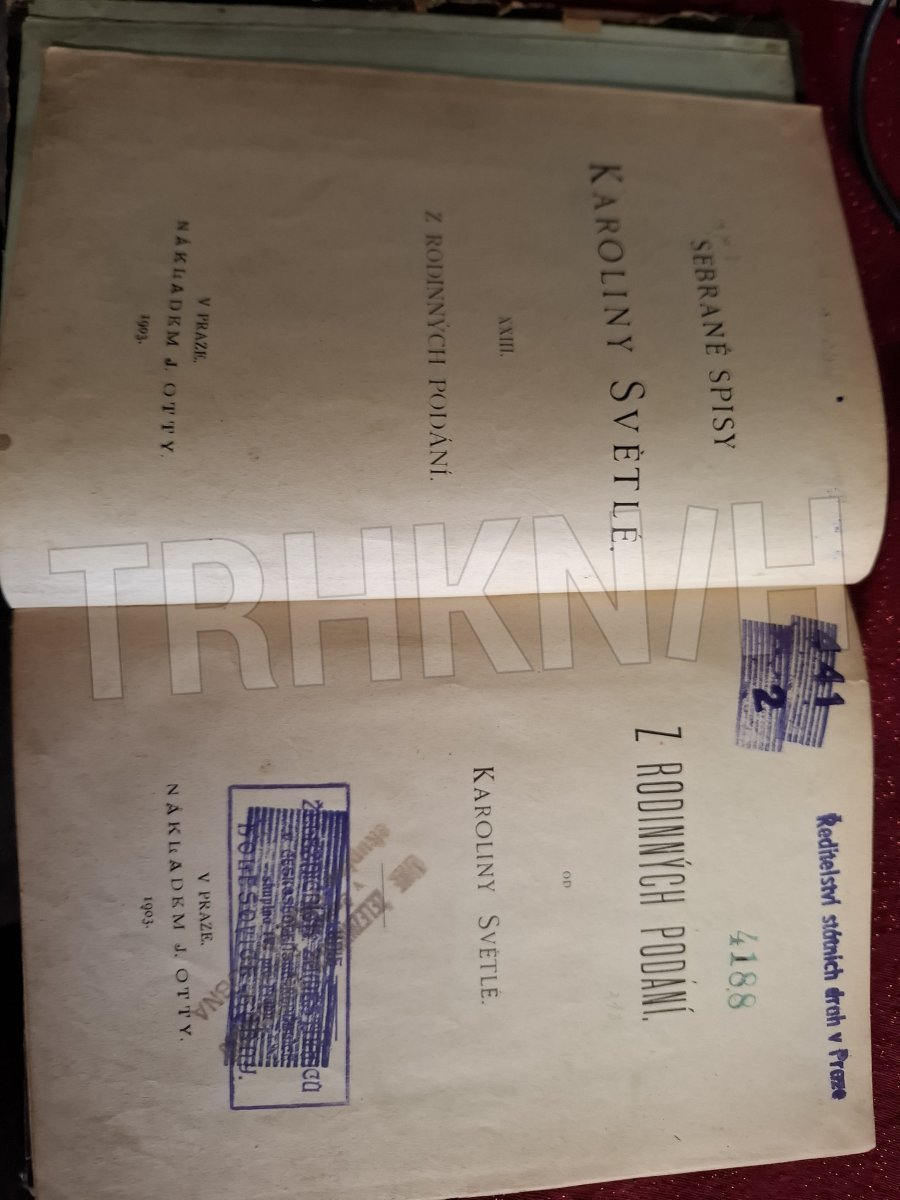 SEBRANÉ SPISY
KAROLINY SVĚTLÉ.
XXIII.
Z RODINNÝCH PODÁNÍ.
V PRAZE.
NÁKLADEM J. OTTY.
1903.
Ředitelství státních drah v Praze
441
2
4188
Z RODINNÝCH PODÁNÍ.
OD
KAROLINY SVĚTLÉ.
V PRAZE.
NÁKLADEM J. OTTY.
1903.
TRHKNIH